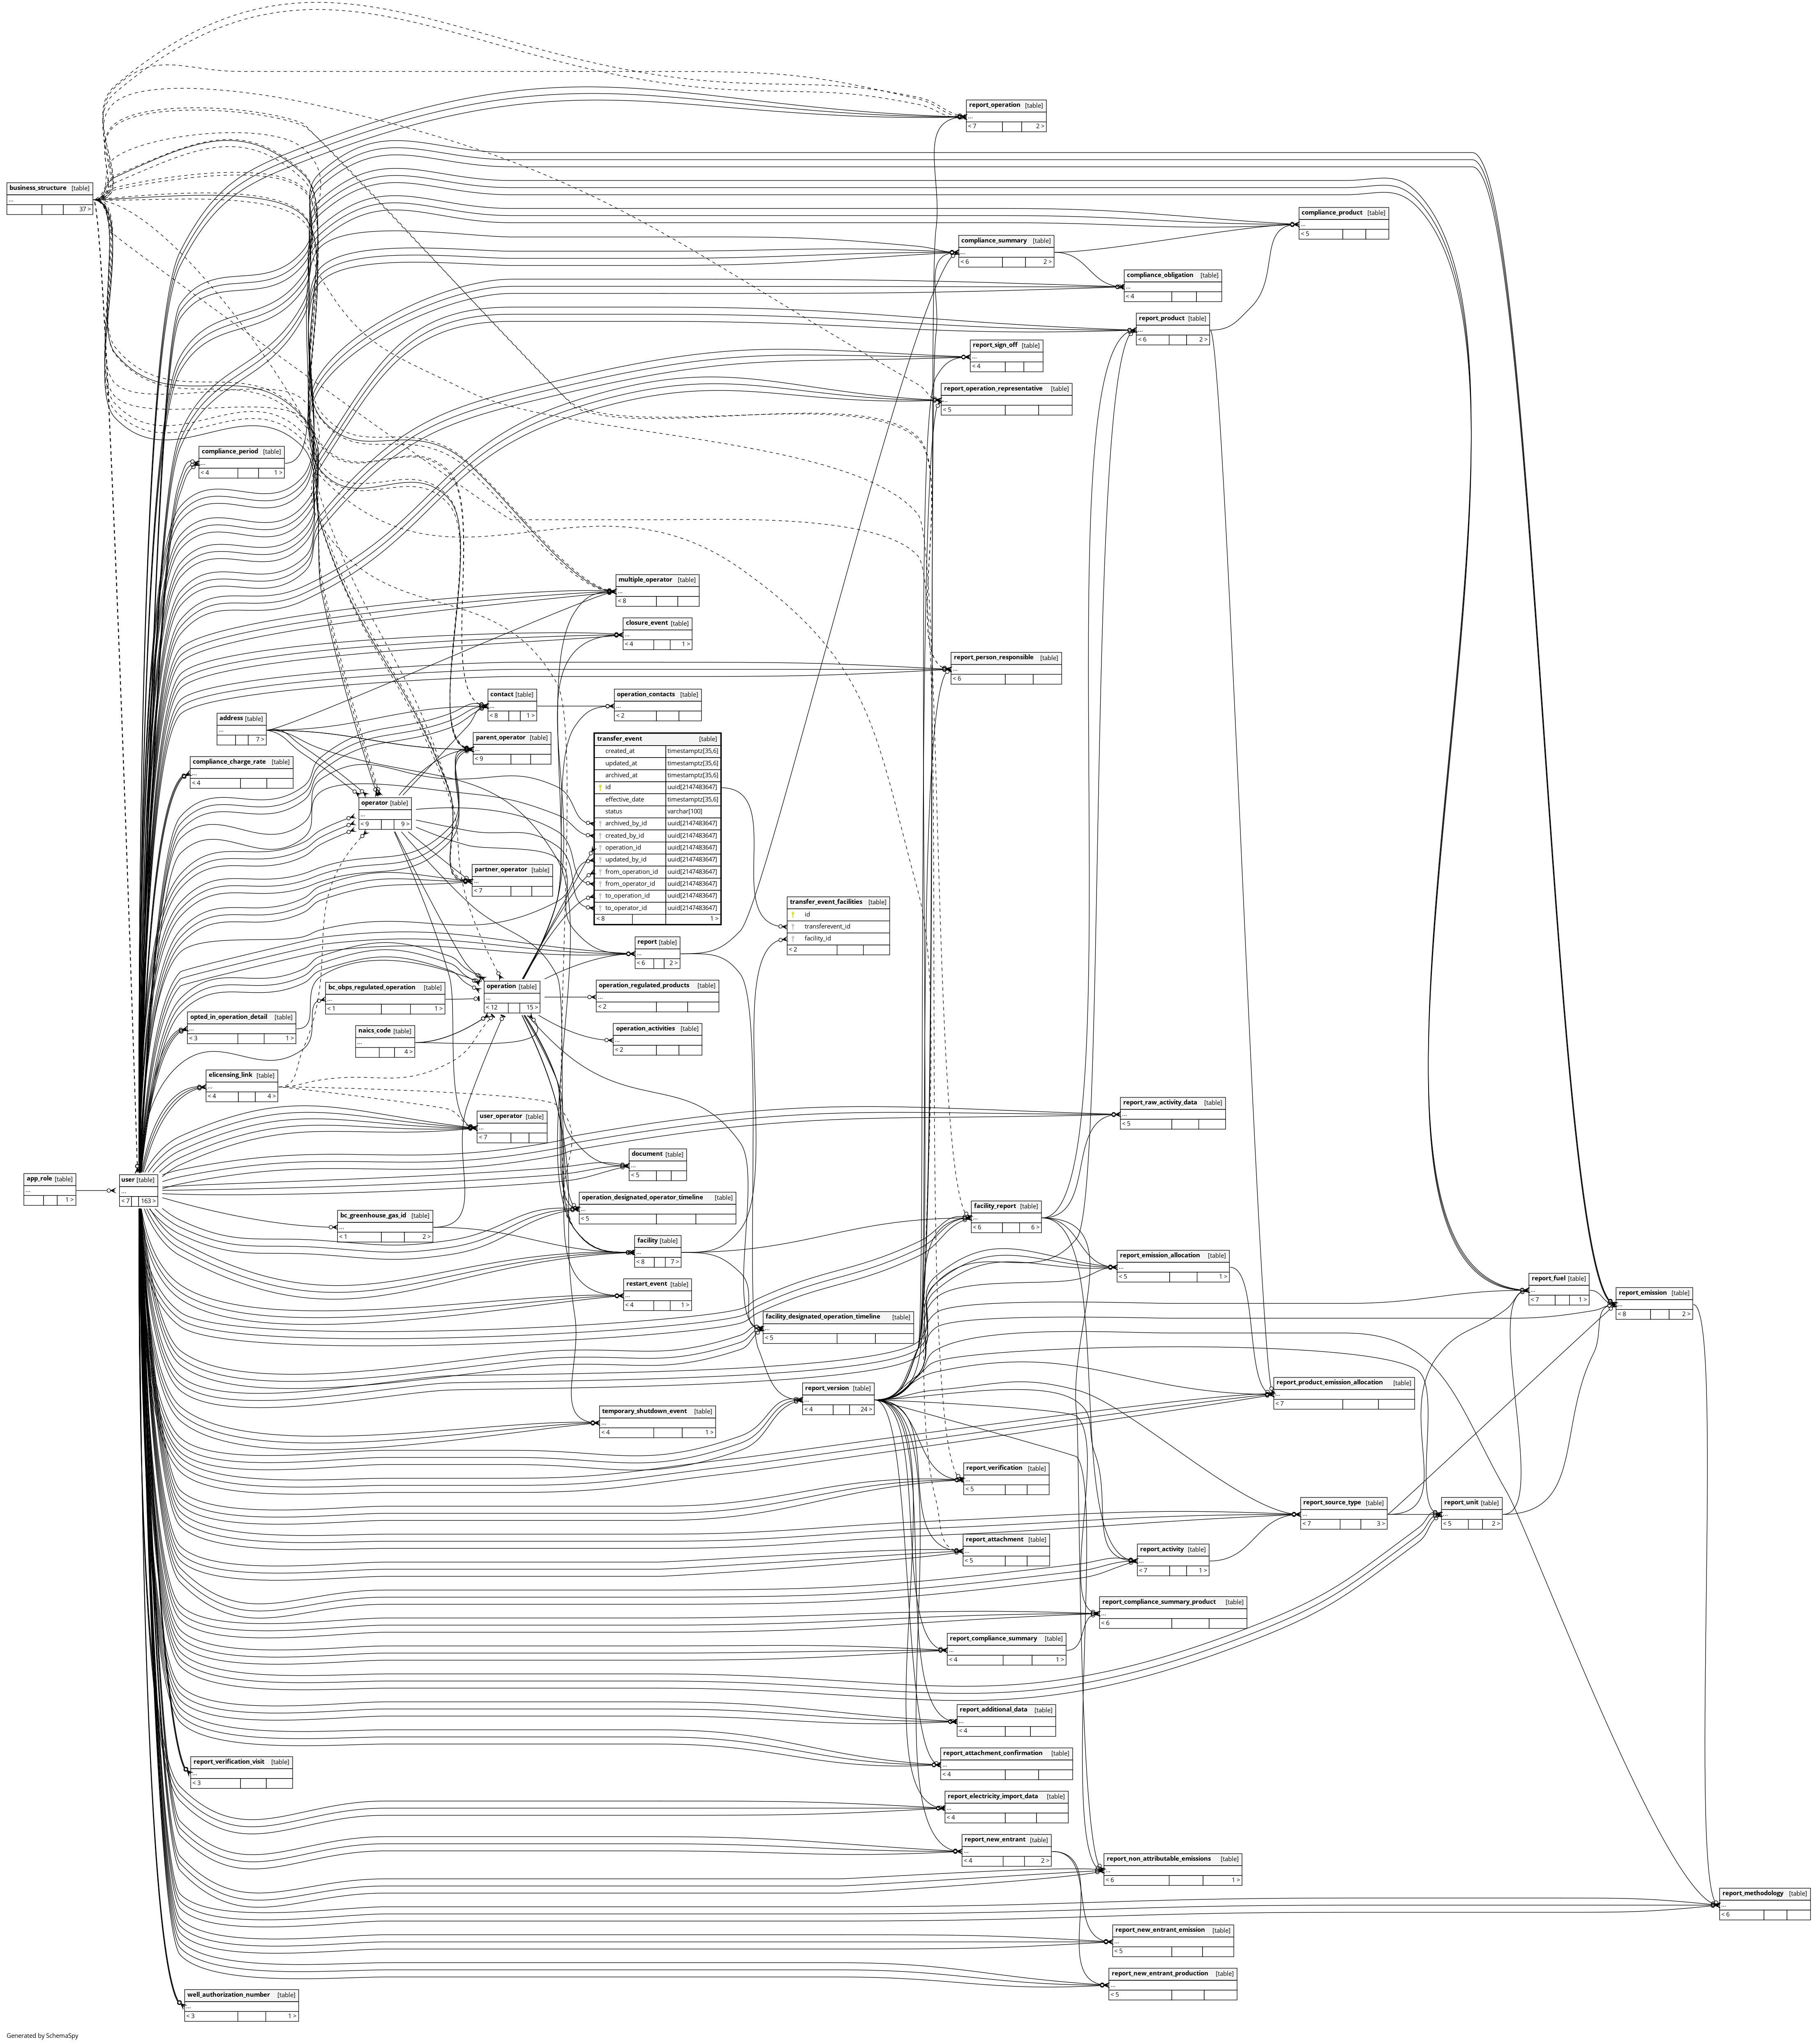 report_operation [table]
...
< 7 2 >
business_structure [table]
...
37 >
compliance_product [table]
...
< 5
compliance_summary [table]
...
< 6 2 >
compliance_obligation [table]
...
< 4
report_product [table]
...
< 6 2 >
report_sign_off [table]
...
< 4
report_operation_representative [table]
...
< 5
compliance_period [table]
...
< 4 1 >
multiple_operator [table]
...
< 8
closure_event [table]
...
< 4 1 >
report_person_responsible [table]
...
< 6
contact [table]
...
< 8 1 >
operation_contacts [table]
...
< 2
address [table]
...
7 >
parent_operator [table]
...
< 9
compliance_charge_rate [table]
...
< 4
operator [table]
...
< 9 9 >
transfer_event [table]
created_at timestamptz[35,6]
updated_at timestamptz[35,6]
archived_at timestamptz[35,6]
id uuid[2147483647]
effective_date timestamptz[35,6]
status varchar[100]
archived_by_id uuid[2147483647]
created_by_id uuid[2147483647]
operation_id uuid[2147483647]
updated_by_id uuid[2147483647]
from_operation_id uuid[2147483647]
from_operator_id uuid[2147483647]
to_operation_id uuid[2147483647]
to_operator_id uuid[2147483647]
< 8 1 >
partner_operator [table]
...
< 7
transfer_event_facilities [table]
id
transferevent_id
facility_id
< 2
report [table]
...
< 6 2 >
operation [table]
...
< 12 15 >
bc_obps_regulated_operation [table]
...
< 1 1 >
operation_regulated_products [table]
...
< 2
opted_in_operation_detail [table]
...
< 3 1 >
naics_code [table]
...
4 >
operation_activities [table]
...
< 2
elicensing_link [table]
...
< 4 4 >
user_operator [table]
...
< 7
report_raw_activity_data [table]
...
< 5
document [table]
...
< 5
app_role [table]
...
1 >
user [table]
...
< 7 163 >
operation_designated_operator_timeline [table]
...
< 5
bc_greenhouse_gas_id [table]
...
< 1 2 >
facility_report [table]
...
< 6 6 >
facility [table]
...
< 8 7 >
report_emission_allocation [table]
...
< 5 1 >
restart_event [table]
...
< 4 1 >
report_fuel [table]
...
< 7 1 >
report_emission [table]
...
< 8 2 >
facility_designated_operation_timeline [table]
...
< 5
report_version [table]
...
< 4 24 >
report_product_emission_allocation [table]
...
< 7
temporary_shutdown_event [table]
...
< 4 1 >
report_verification [table]
...
< 5
report_source_type [table]
...
< 7 3 >
report_unit [table]
...
< 5 2 >
report_attachment [table]
...
< 5
report_activity [table]
...
< 7 1 >
report_compliance_summary_product [table]
...
< 6
report_compliance_summary [table]
...
< 4 1 >
report_additional_data [table]
...
< 4
report_attachment_confirmation [table]
...
< 4
report_verification_visit [table]
...
< 3
report_electricity_import_data [table]
...
< 4
report_new_entrant [table]
...
< 4 2 >
report_non_attributable_emissions [table]
...
< 6 1 >
report_methodology [table]
...
< 6
report_new_entrant_emission [table]
...
< 5
report_new_entrant_production [table]
...
< 5
well_authorization_number [table]
...
< 3 1 >
Generated by SchemaSpy